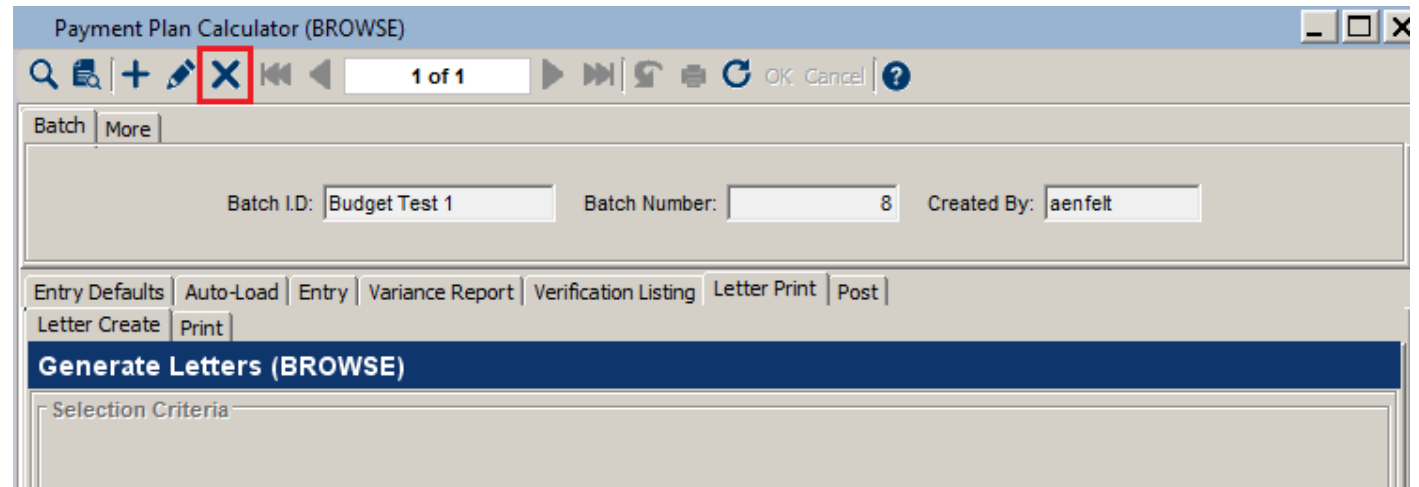 Payment Plan Calculator (BROWSE)
1 of 1 OK Cancel ?
Batch More
Batch I.D: Budget Test 1 Batch Number: 8 Created By: aenfelt
Entry Defaults Auto-Load Entry Variance Report Verification Listing Letter Print Post
Letter Create Print
Generate Letters (BROWSE)
Selection Criteria